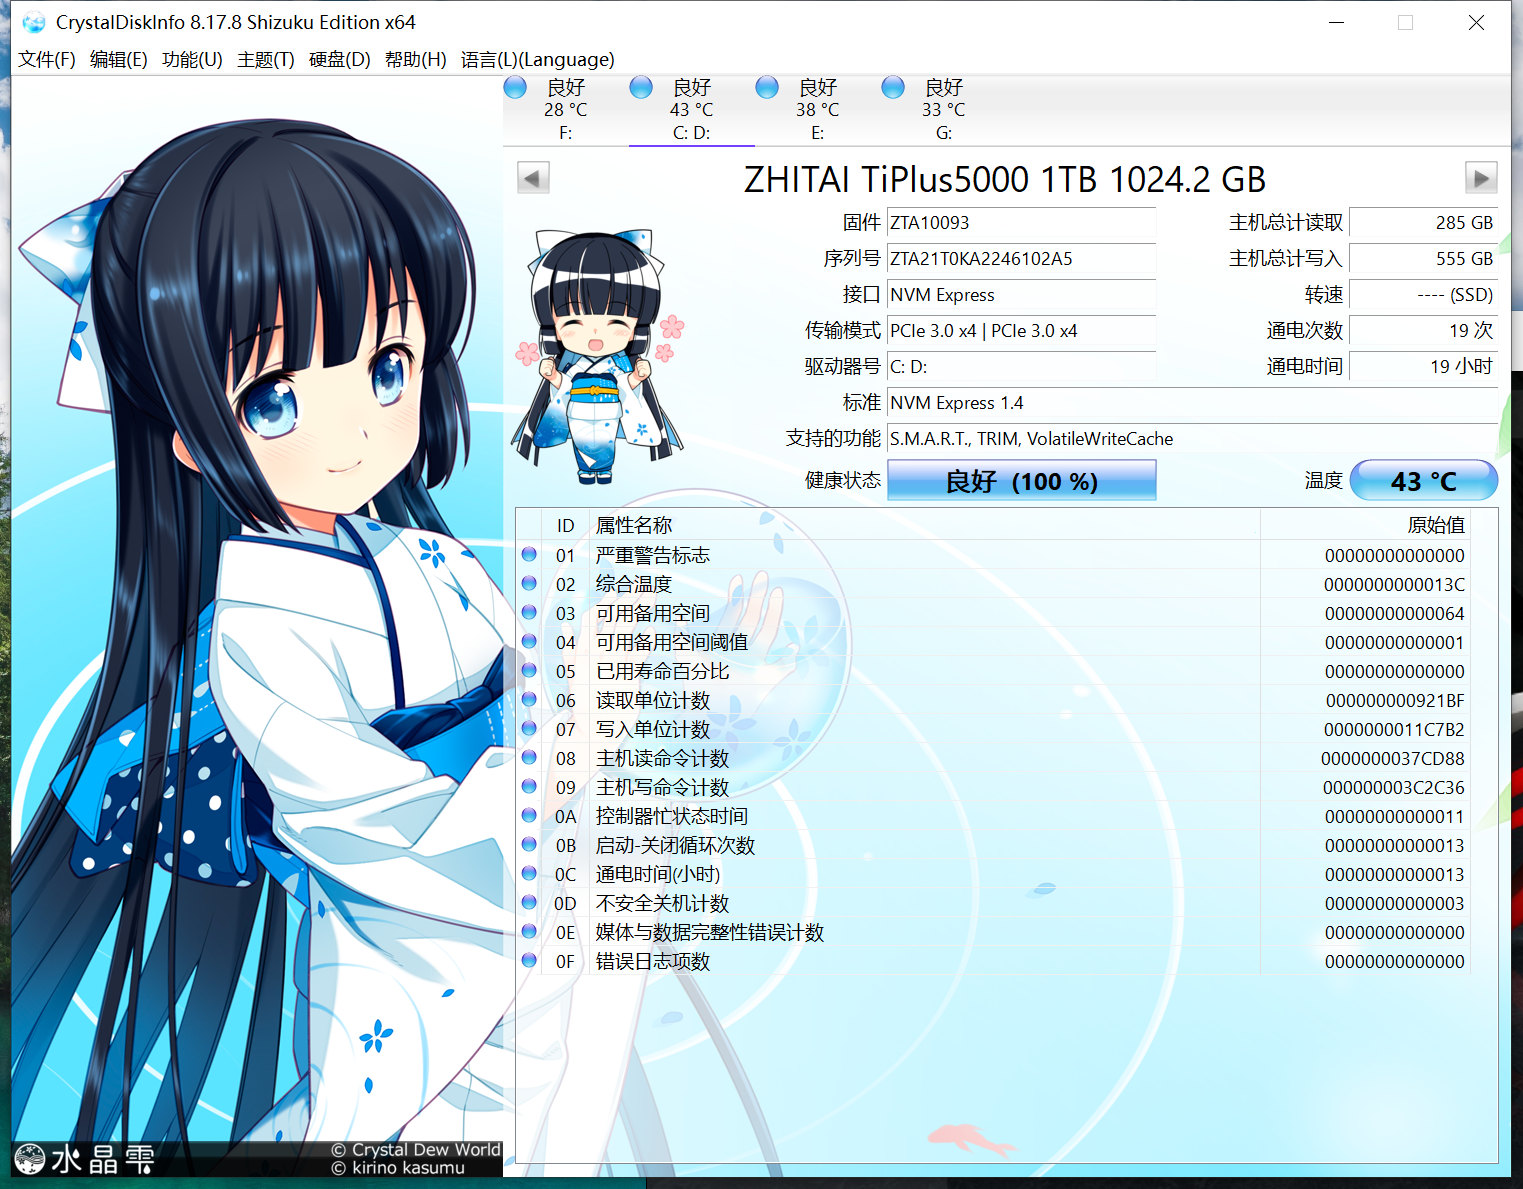 CrystalDiskInfo 8.17.8 Shizuku Edition x64
文件(F) 编辑(E) 功能(U) 主题(T) 硬盘(D) 帮助(H) 语言(L)(Language)
良好 良好 良好 良好
28 °C 43 °C 38 °C 33 °C
F: C: D: E: G:
ZHITAI TiPlus5000 1TB 1024.2 GB
固件 ZTA10093 主机总计读取 285 GB
序列号 ZTA21T0KA2246102A5 主机总计写入 555 GB
接口 NVM Express 转速 ---- (SSD)
传输模式 PCIe 3.0 x4 | PCIe 3.0 x4 通电次数 19 次
驱动器号 C: D: 通电时间 19 小时
标准 NVM Express 1.4
支持的功能 S.M.A.R.T., TRIM, VolatileWriteCache
健康状态 良好 (100 %) 温度 43 °C
ID 属性名称 原始值
01 严重警告标志 00000000000000
02 综合温度 0000000000013C
03 可用备用空间 00000000000064
04 可用备用空间阈值 00000000000001
05 已用寿命百分比 00000000000000
06 读取单位计数 000000000921BF
07 写入单位计数 0000000011C7B2
08 主机读命令计数 0000000037CD88
09 主机写命令计数 000000003C2C36
0A 控制器忙状态时间 00000000000011
0B 启动-关闭循环次数 00000000000013
0C 通电时间(小时) 00000000000013
0D 不安全关机计数 00000000000003
0E 媒体与数据完整性错误计数 00000000000000
0F 错误日志项数 00000000000000
水晶雫
© Crystal Dew World
© kirino kasumu